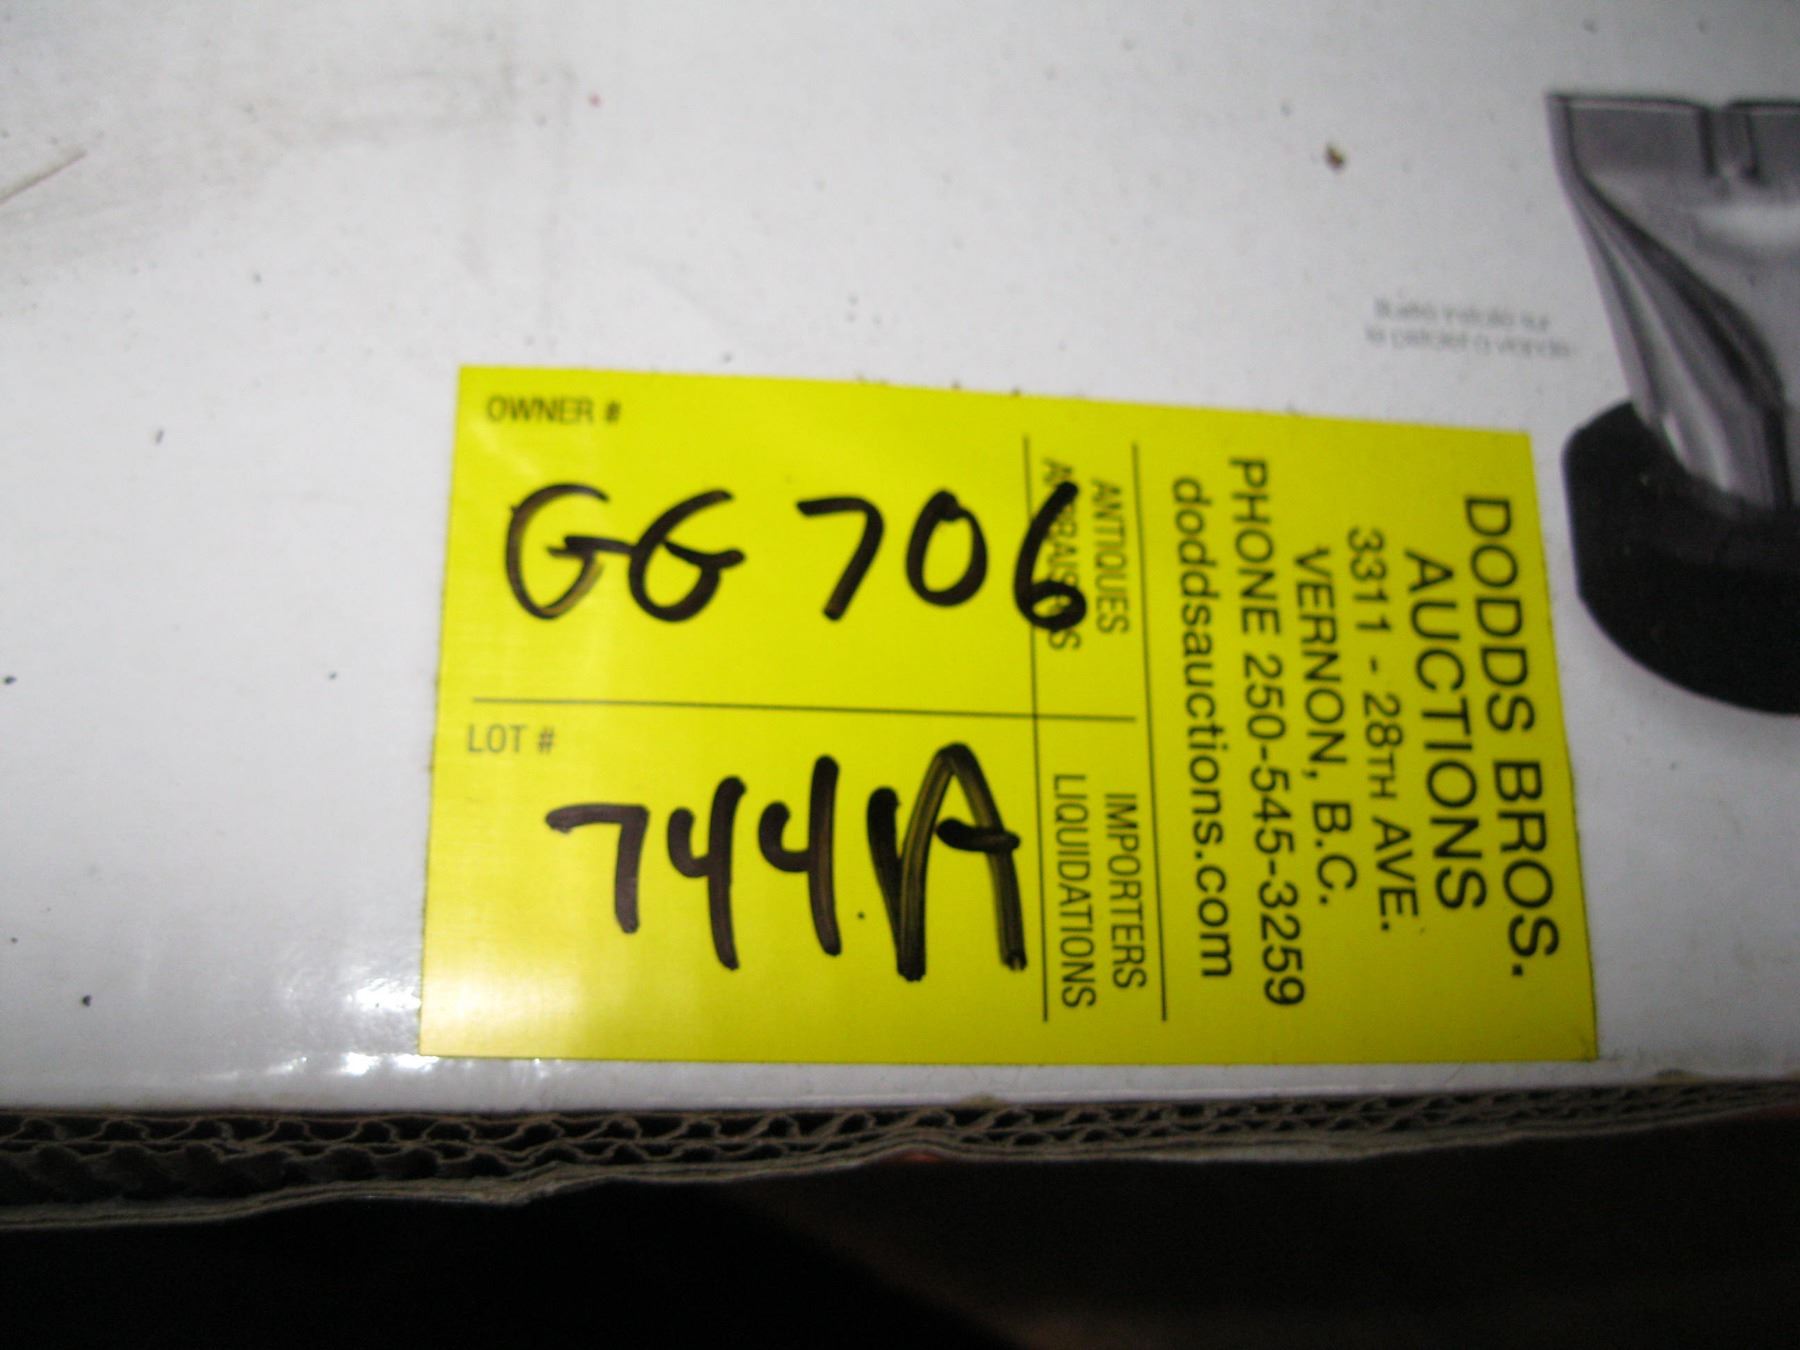 OWNER #
GG 706
LOT #
744A
DODDS BROS.
AUCTIONS
3311 - 28TH AVE.
VERNON, B.C.
PHONE 250-545-3259
doddsauctions.com
ANTIQUES
APPRAISALS
IMPORTERS
LIQUIDATIONS